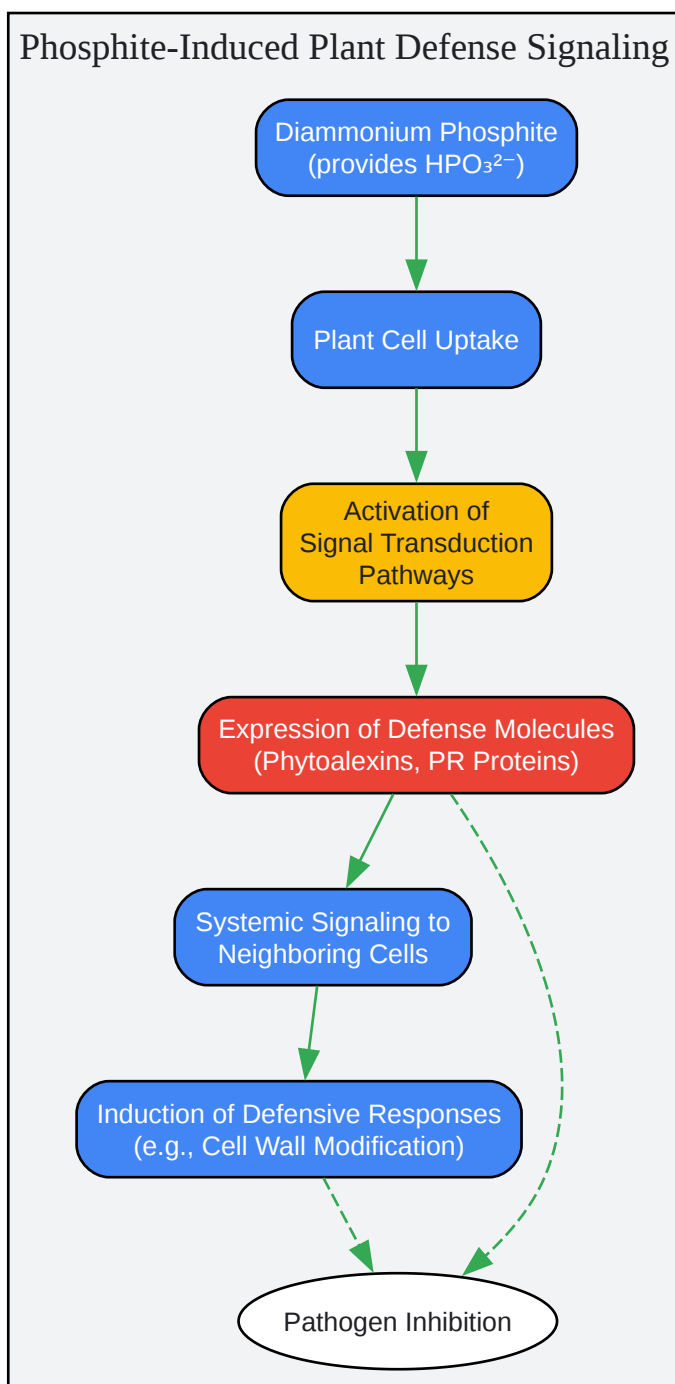 Phosphite-Induced Plant Defense Signaling
Diammonium Phosphite
(provides HPO₃²⁻)
Plant Cell Uptake
Activation of
Signal Transduction
Pathways
Expression of Defense Molecules
(Phytoalexins, PR Proteins)
Systemic Signaling to
Neighboring Cells
Induction of Defensive Responses
(e.g., Cell Wall Modification)
Pathogen Inhibition